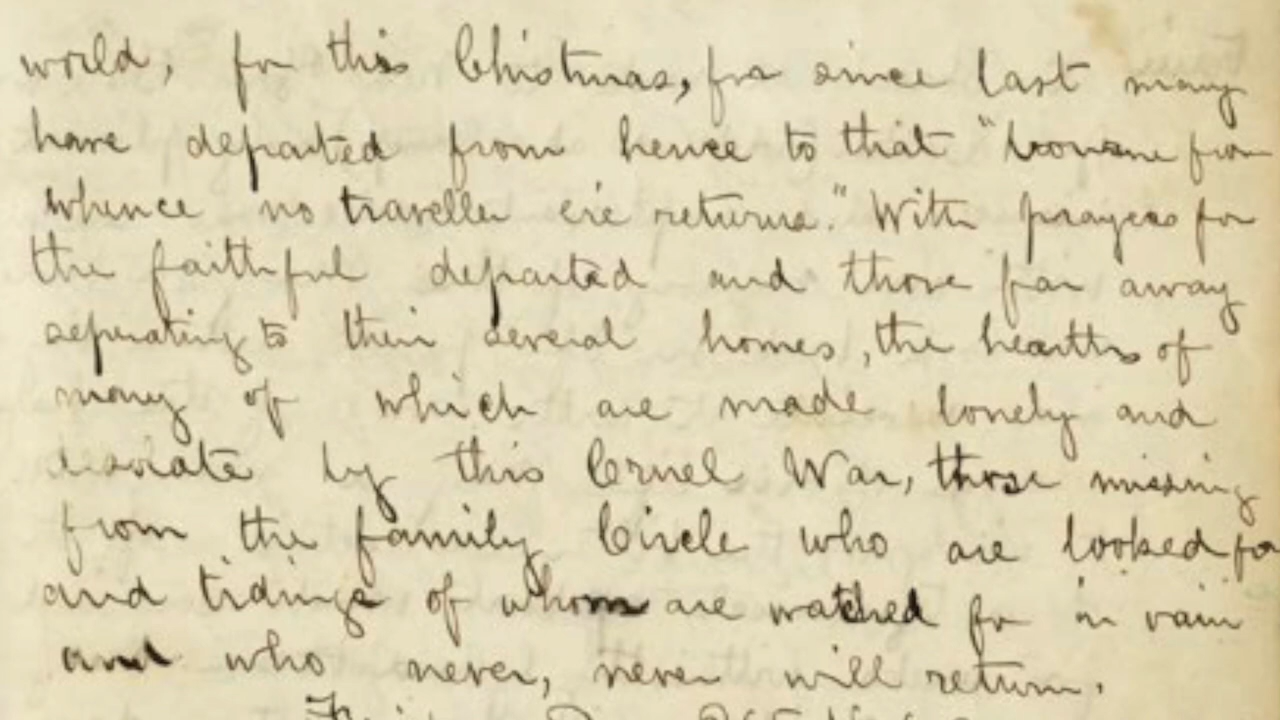 world, for this Christmas, for since last many
have departed from hence to that "bourne from
whence no traveller ere returns." With prayers for
the faithful departed and those far away
seperating to their several homes, the hearths of
many of which are made lonely and
desolate by this Cruel War, those missing
from the family Circle who are looked for
and tidings of whom are watched for in vain
and who never, never will return.